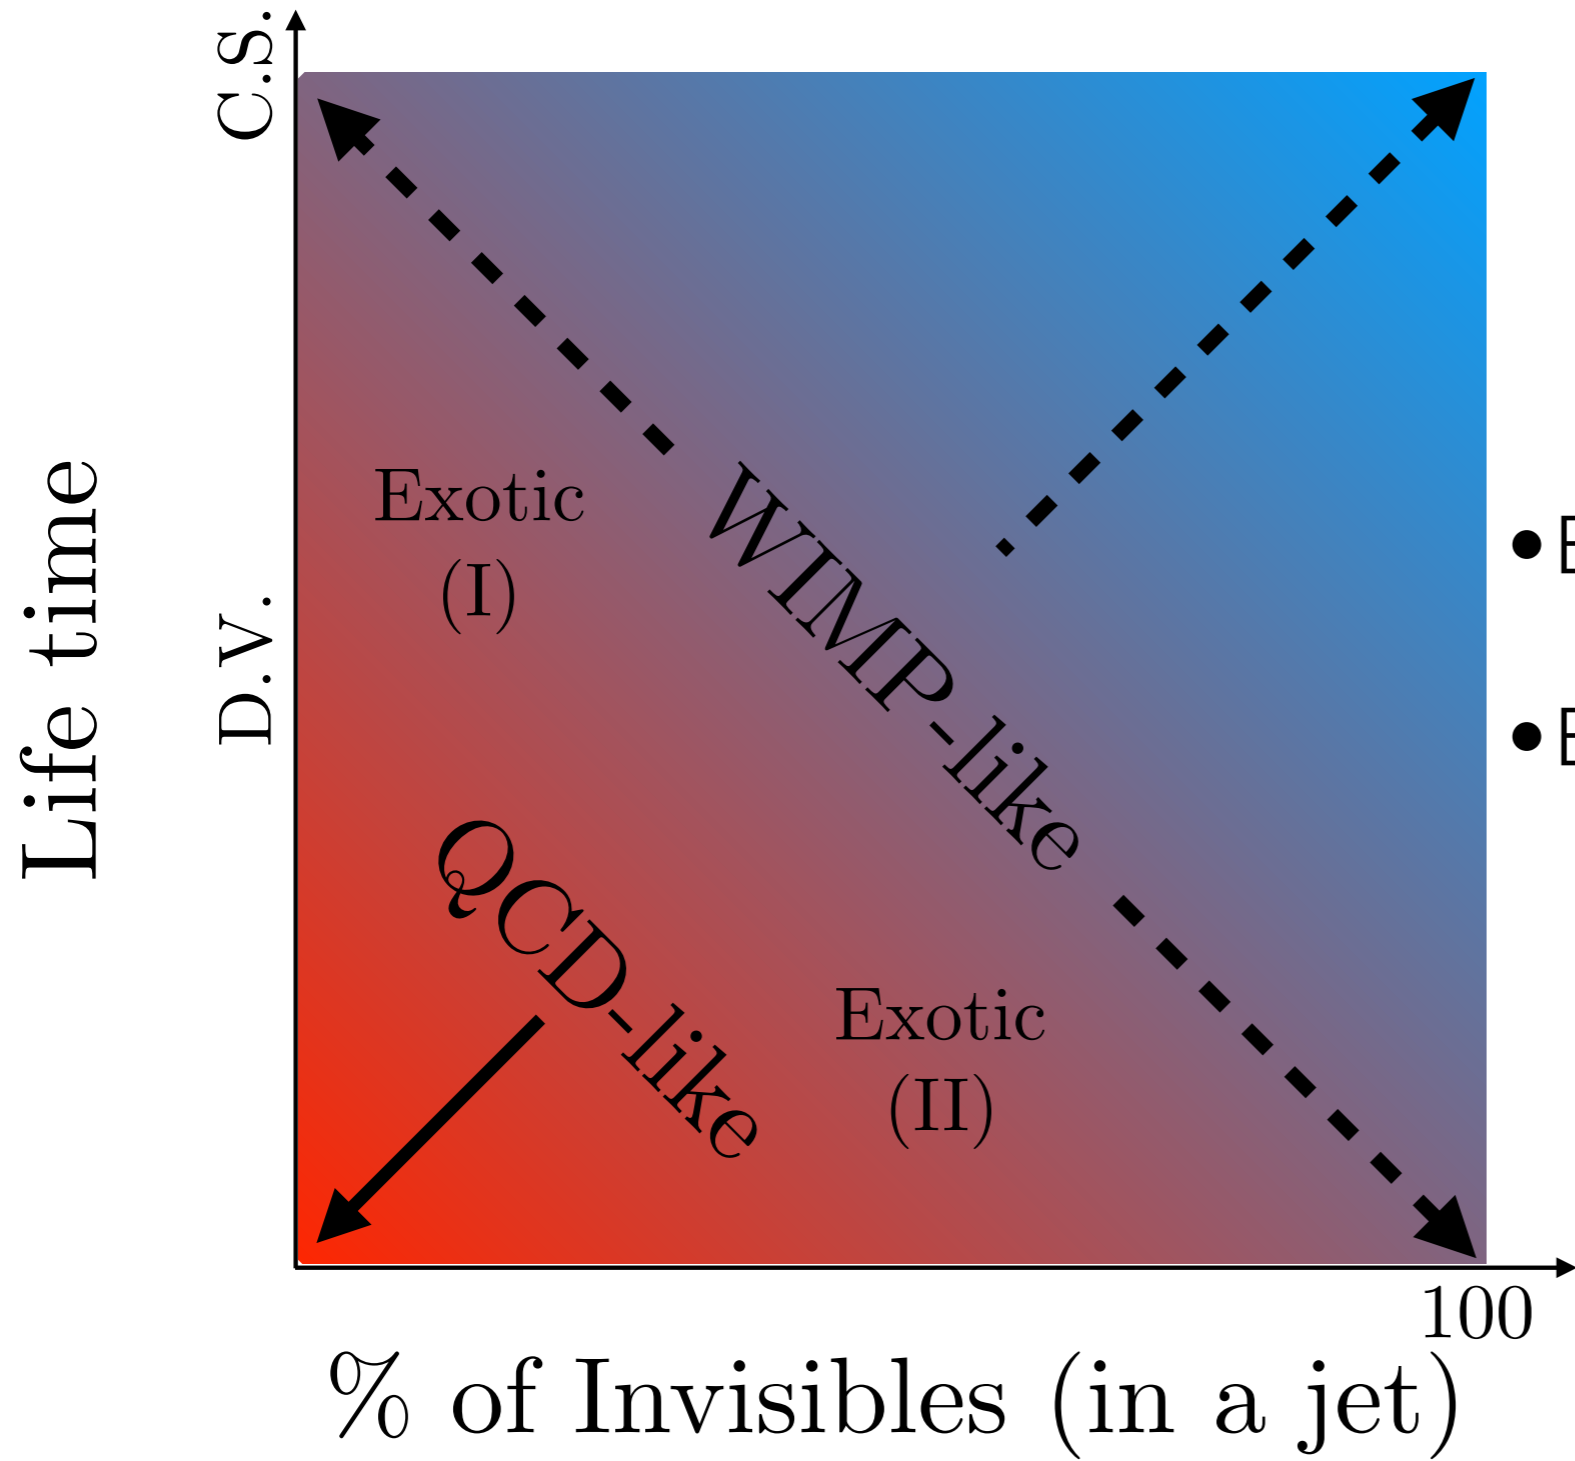 C.S.
Life time
D.V.
Exotic
(I)
WIMP-like
QCD-like
Exotic
(II)
100
% of Invisibles (in a jet)